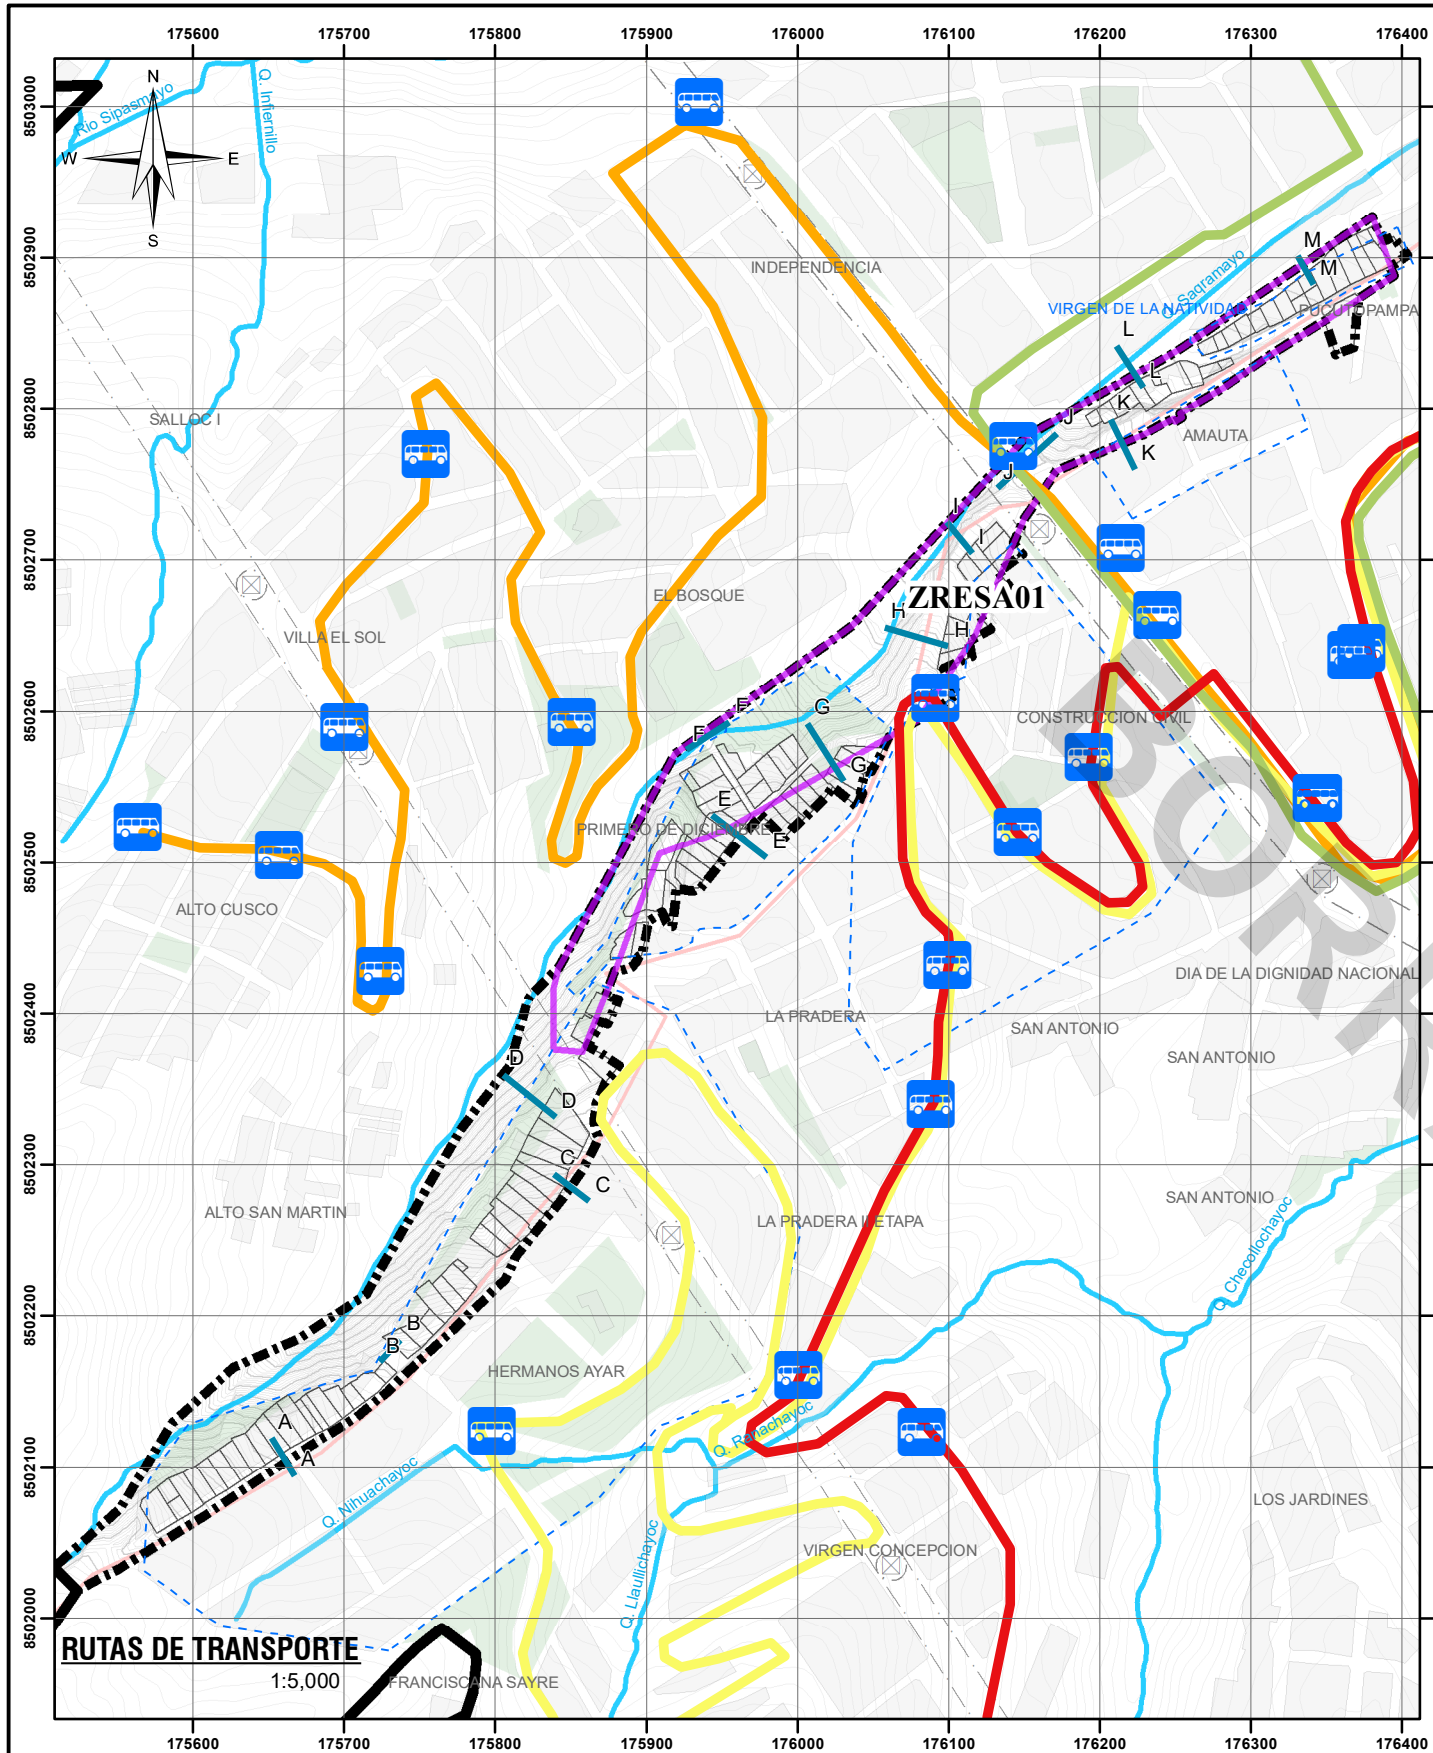 175600 175700 175800 175900 176000 176100 176200 176300 176400
8503000
8502900
8502800
8502700
8502600
8502500
8502400
8502300
8502200
8502100
8502000
N
W E
S
Rio Sipasmayo
Q. Infiernillo
INDEPENDENCIA
Q. Saqramayo
M
M
VIRGEN DE LA NATIVIDAD
PUCUTOPAMPA
L
L
SALLOC I
K
J
AMAUTA
K
J
I
I
EL BOSQUE
ZRESA01
H
H
VILLA EL SOL
F
F
G
CONSTRUCCION CIVIL
G
E
PRIMERO DE DICIEMBRE
E
ALTO CUSCO
BORR
DIA DE LA DIGNIDAD NACIONAL
LA PRADERA
SAN ANTONIO
SAN ANTONIO
D
D
C
C
SAN ANTONIO
ALTO SAN MARTIN
LA PRADERA II ETAPA
Q. Checollochayoc
B
B
HERMANOS AYAR
A
A
Q. Ranachayoc
Q. Nihuachayoc
LOS JARDINES
Q. Llaullichayoc
VIRGEN CONCEPCION
RUTAS DE TRANSPORTE
1:5,000
FRANCISCANA SAYRE
175600 175700 175800 175900 176000 176100 176200 176300 176400